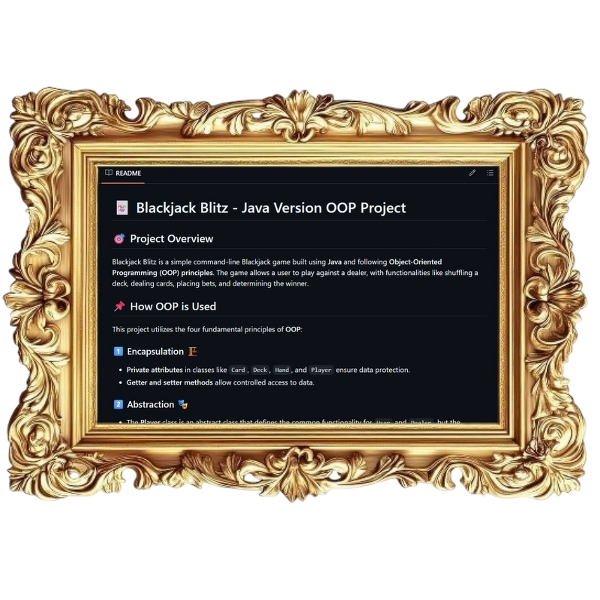 README
Blackjack Blitz - Java Version OOP Project
Project Overview
Blackjack Blitz is a simple command-line Blackjack game built using Java and following Object-Oriented
Programming (OOP) principles. The game allows a user to play against a dealer, with functionalities like shuffling a
deck, dealing cards, placing bets, and determining the winner.
How OOP is Used
This project utilizes the four fundamental principles of OOP:
1 Encapsulation
• Private attributes in classes like Card, Deck, Hand, and Player ensure data protection.
• Getter and setter methods allow controlled access to data.
2 Abstraction
• The Player class is an abstract class that defines the common functionality for User and Dealer, but the